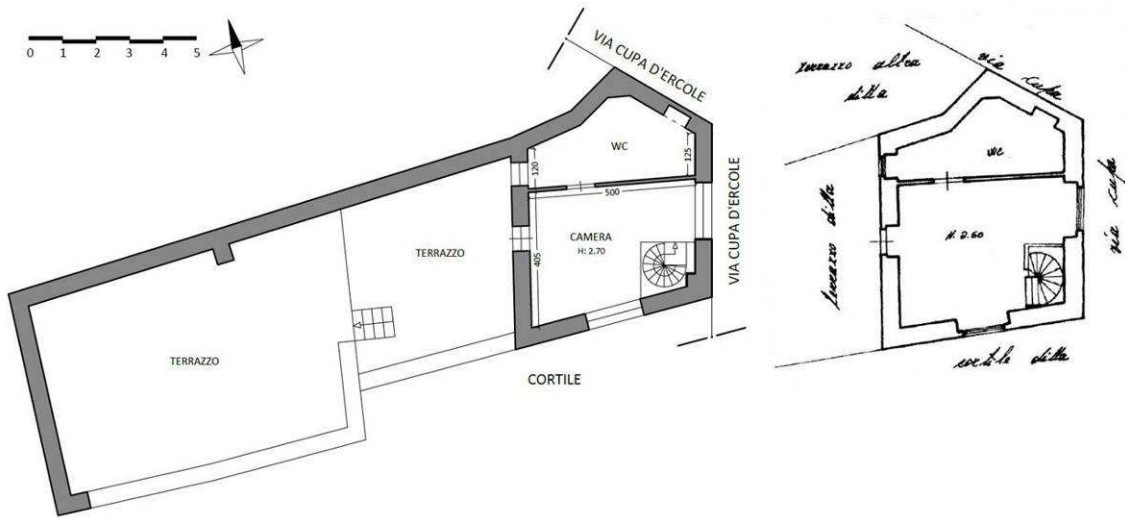 0 1 2 3 4 5
VIA CUPA D'ERCOLE
WC
120
125
500
VIA CUPA D'ERCOLE
CAMERA
H: 2.70
405
TERRAZZO
TERRAZZO
CORTILE
terrazzo altra
ditta
via
cupa
wc
H. 2.60
terrazzo ditta
via cupa
cortile ditta